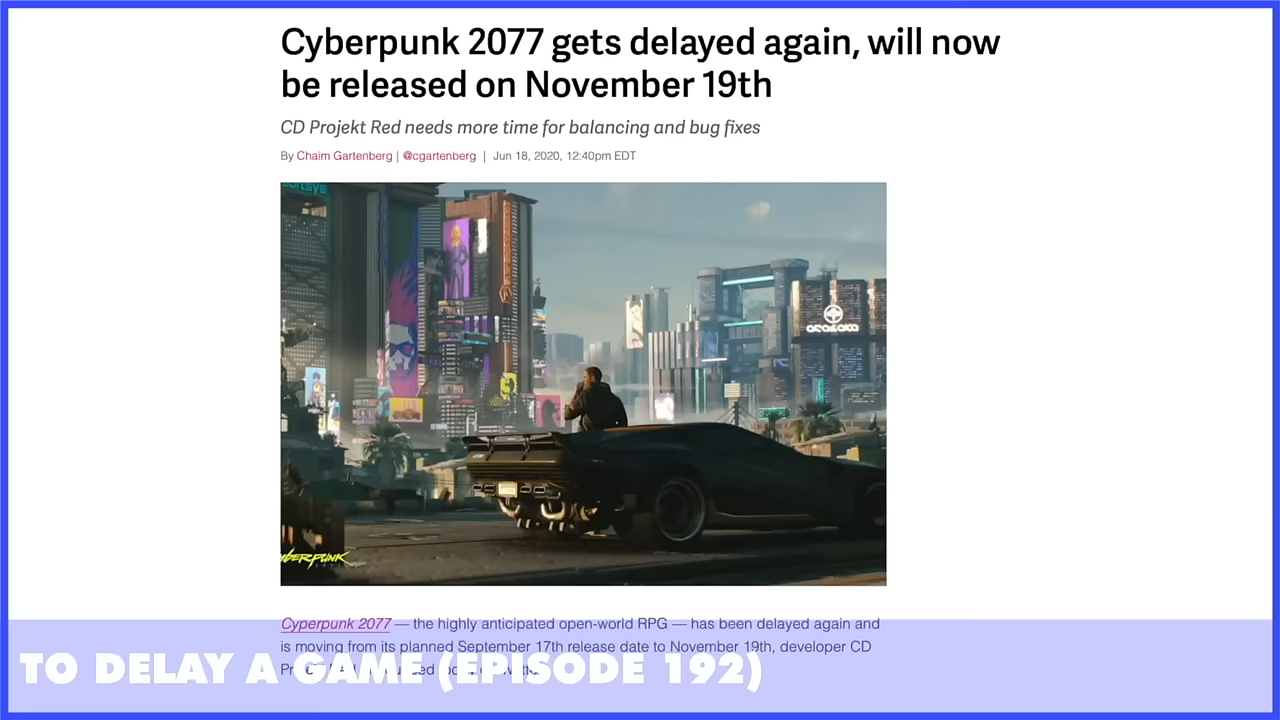 Cyberpunk 2077 gets delayed again, will now
be released on November 19th
CD Projekt Red needs more time for balancing and bug fixes
By Chaim Gartenberg | @cgartenberg | Jun 18, 2020, 12:40pm EDT
arasaka
Cyperpunk 2077 — the highly anticipated open-world RPG — has been delayed again and
is moving from its planned September 17th release date to November 19th, developer CD
TO DELAY A GAME (EPISODE 192)